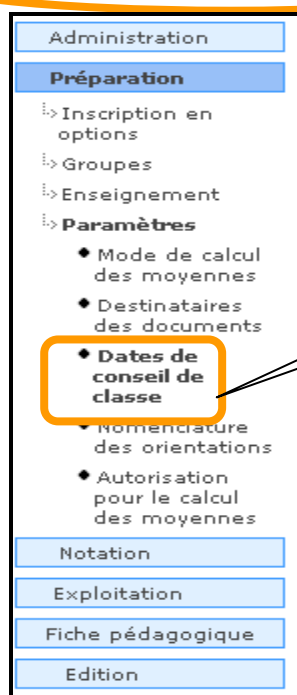 Administration
Préparation
Inscription en
options
Groupes
Enseignement
Paramètres
Mode de calcul
des moyennes
Destinataires
des documents
Dates de
conseil de
classe
Nomenclature
des orientations
Autorisation
pour le calcul
des moyennes
Notation
Exploitation
Fiche pédagogique
Edition